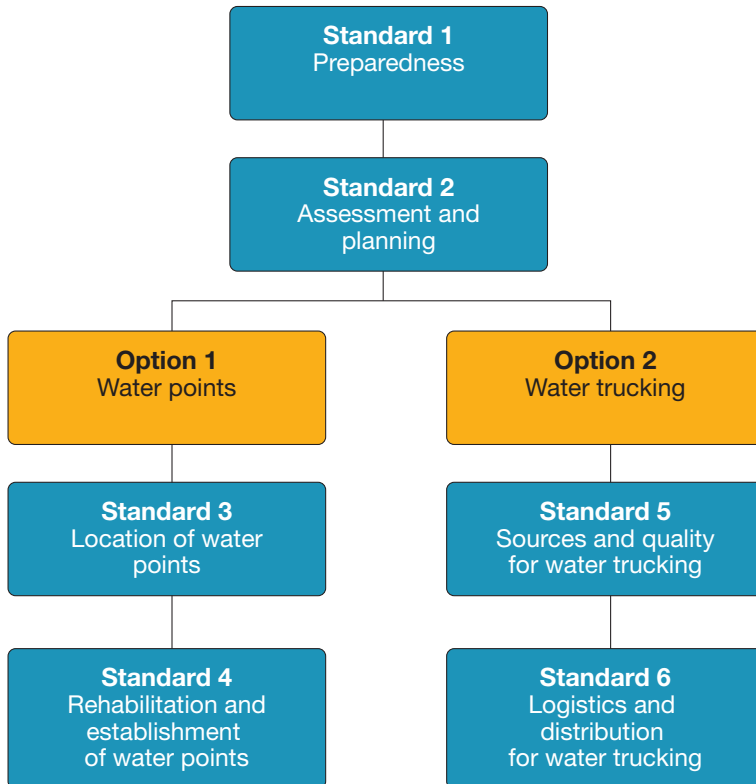 Standard 1
Preparedness
Standard 2
Assessment and
planning
Option 1
Water points
Option 2
Water trucking
Standard 3
Location of water
points
Standard 5
Sources and quality
for water trucking
Standard 4
Rehabilitation and
establishment
of water points
Standard 6
Logistics and
distribution
for water trucking